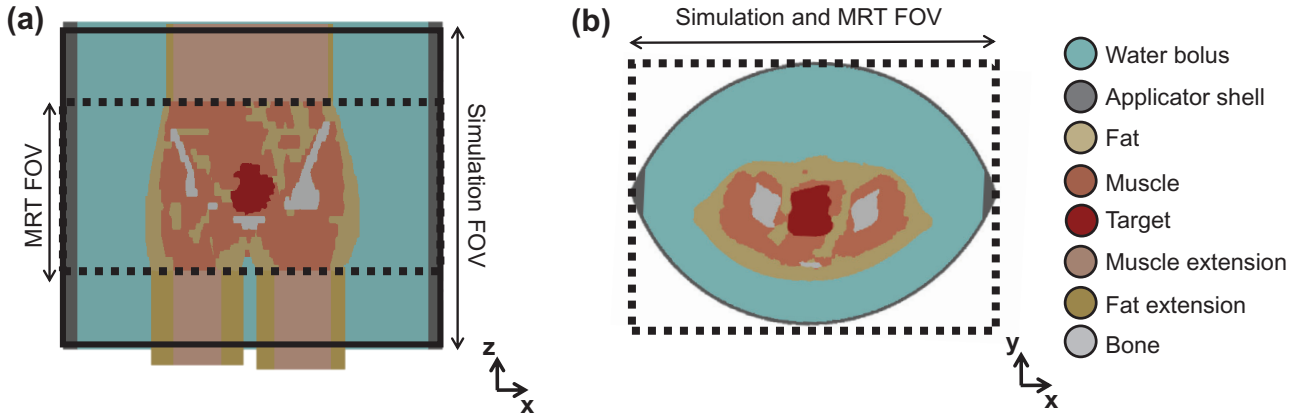 (a)
MRT FOV
Simulation FOV
z
x
(b)
Simulation and MRT FOV
y
x
Water bolus
Applicator shell
Fat
Muscle
Target
Muscle extension
Fat extension
Bone